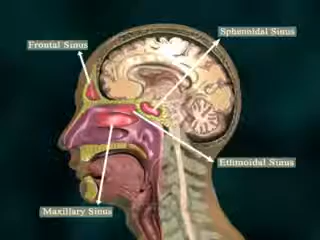 Sphenoidal Sinus
Frontal Sinus
Ethmoidal Sinus
Maxillary Sinus